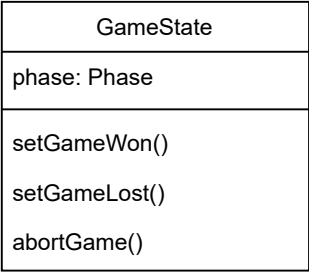 GameState
phase: Phase
setGameWon()
setGameLost()
abortGame()